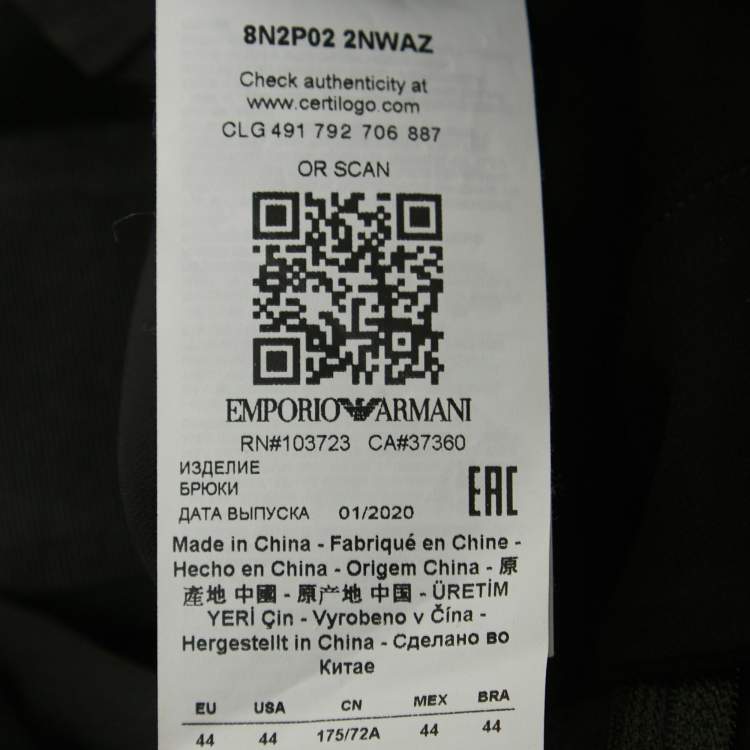 8N2P02 2NWAZ
Check authenticity at
www.certilogo.com
CLG 491 792 706 887
OR SCAN
EMPORIO ARMANI
RN#103723 CA#37360
ИЗДЕЛИЕ
БРЮКИ
ДАТА ВЫПУСКА 01/2020
EAC
Made in China - Fabriqué en Chine -
Hecho en China - Origem China - 原
產地 中國 - 原产地 中国 - ÜRETİM
YERİ Çin - Vyrobeno v Čína -
Hergestellt in China - Сделано во
Китае
EU USA CN MEX BRA
44 44 175/72A 44 44